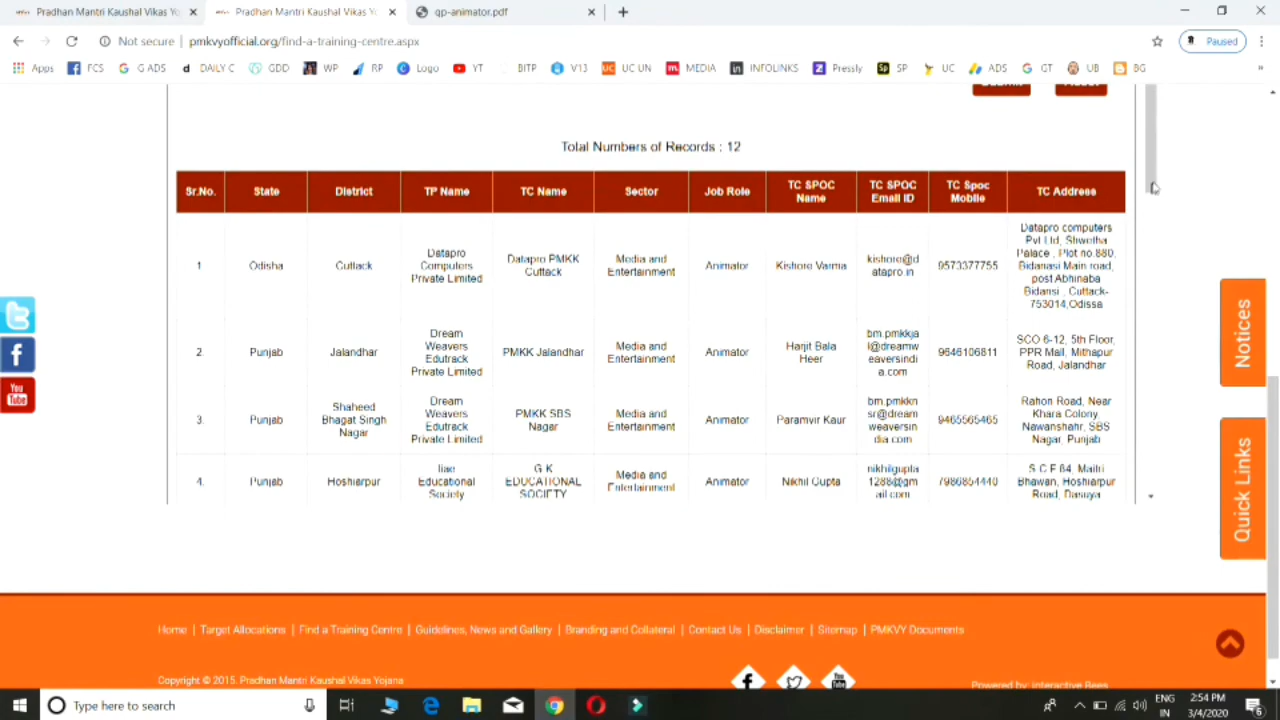 Pradhan Mantri Kaushal Vikas Yo
Pradhan Mantri Kaushal Vikas Yo
qp-animator.pdf
Not secure | pmkvyofficial.org/find-a-training-centre.aspx
Paused
Apps FCS G ADS DAILY C GDD WP RP Logo YT BITP V13 UC UN MEDIA INFOLINKS Pressly SP UC ADS GT UB BG »
Total Numbers of Records : 12
Sr.No. State District TP Name TC Name Sector Job Role TC SPOC Name TC SPOC Email ID TC Spoc Mobile TC Address
1 Odisha Cuttack Datapro Computers Private Limited Datapro PMKK Cuttack Media and Entertainment Animator Kishore Varma kishore@datapro.in 9573377755 Datapro computers Pvt Ltd, Shwetha Palace , Plot no.880, Bidanasi Main road, post Abhinaba Bidansi , Cuttack-753014,Odissa
2. Punjab Jalandhar Dream Weavers Edutrack Private Limited PMKK Jalandhar Media and Entertainment Animator Harjit Bala Heer bm.pmkkjal@dreamweaversindia.com 9646106811 SCO 6-12, 5th Floor, PPR Mall, Mithapur Road, Jalandhar
3. Punjab Shaheed Bhagat Singh Nagar Dream Weavers Edutrack Private Limited PMKK SBS Nagar Media and Entertainment Animator Paramvir Kaur bm.pmkknsr@dreamweaversindia.com 9465565465 Rahon Road, Near Khara Colony, Nawanshahr, SBS Nagar, Punjab
4. Punjab Hoshiarpur Iiae Educational Society G K EDUCATIONAL SOCIETY Media and Entertainment Animator Nikhil Gupta nikhilgupta1288@gmail.com 7986854440 S C F 64, Maitri Bhawan, Hoshiarpur Road, Dasuya
Notices
Quick Links
You Tube
Home | Target Allocations | Find a Training Centre | Guidelines, News and Gallery | Branding and Collateral | Contact Us | Disclaimer | Sitemap | PMKVY Documents
Copyright © 2015. Pradhan Mantri Kaushal Vikas Yojana
You Tube
Powered by: Interactive Bees
Type here to search
ENG
IN
2:54 PM
3/4/2020
6